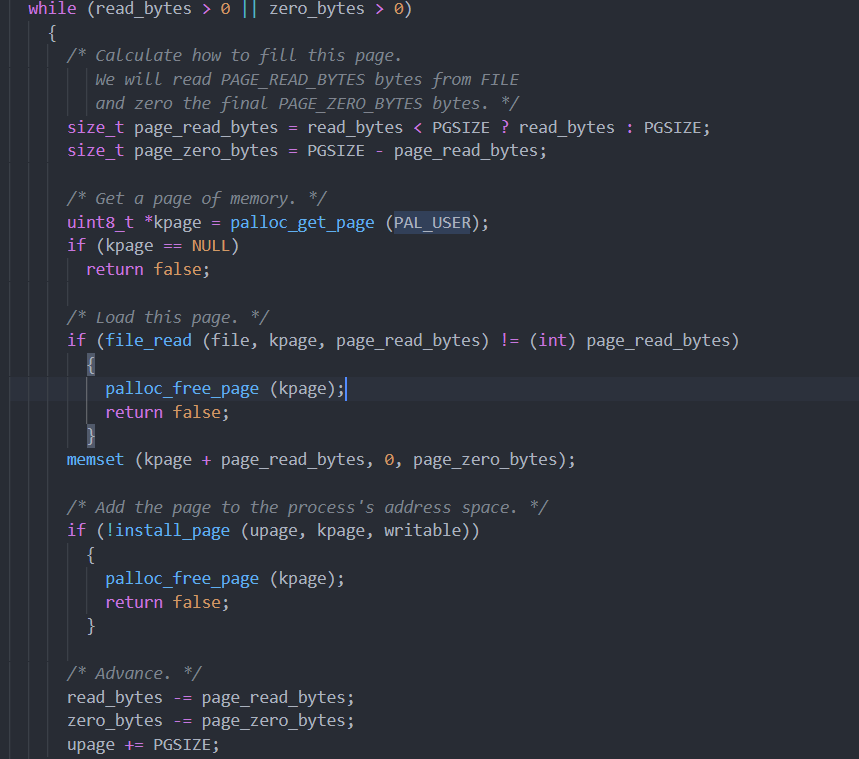 while (read_bytes > 0 || zero_bytes > 0)
{
/* Calculate how to fill this page.
We will read PAGE_READ_BYTES bytes from FILE
and zero the final PAGE_ZERO_BYTES bytes. */
size_t page_read_bytes = read_bytes < PGSIZE ? read_bytes : PGSIZE;
size_t page_zero_bytes = PGSIZE - page_read_bytes;
/* Get a page of memory. */
uint8_t *kpage = palloc_get_page (PAL_USER);
if (kpage == NULL)
return false;
/* Load this page. */
if (file_read (file, kpage, page_read_bytes) != (int) page_read_bytes)
{
palloc_free_page (kpage);
return false;
}
memset (kpage + page_read_bytes, 0, page_zero_bytes);
/* Add the page to the process's address space. */
if (!install_page (upage, kpage, writable))
{
palloc_free_page (kpage);
return false;
}
/* Advance. */
read_bytes -= page_read_bytes;
zero_bytes -= page_zero_bytes;
upage += PGSIZE;